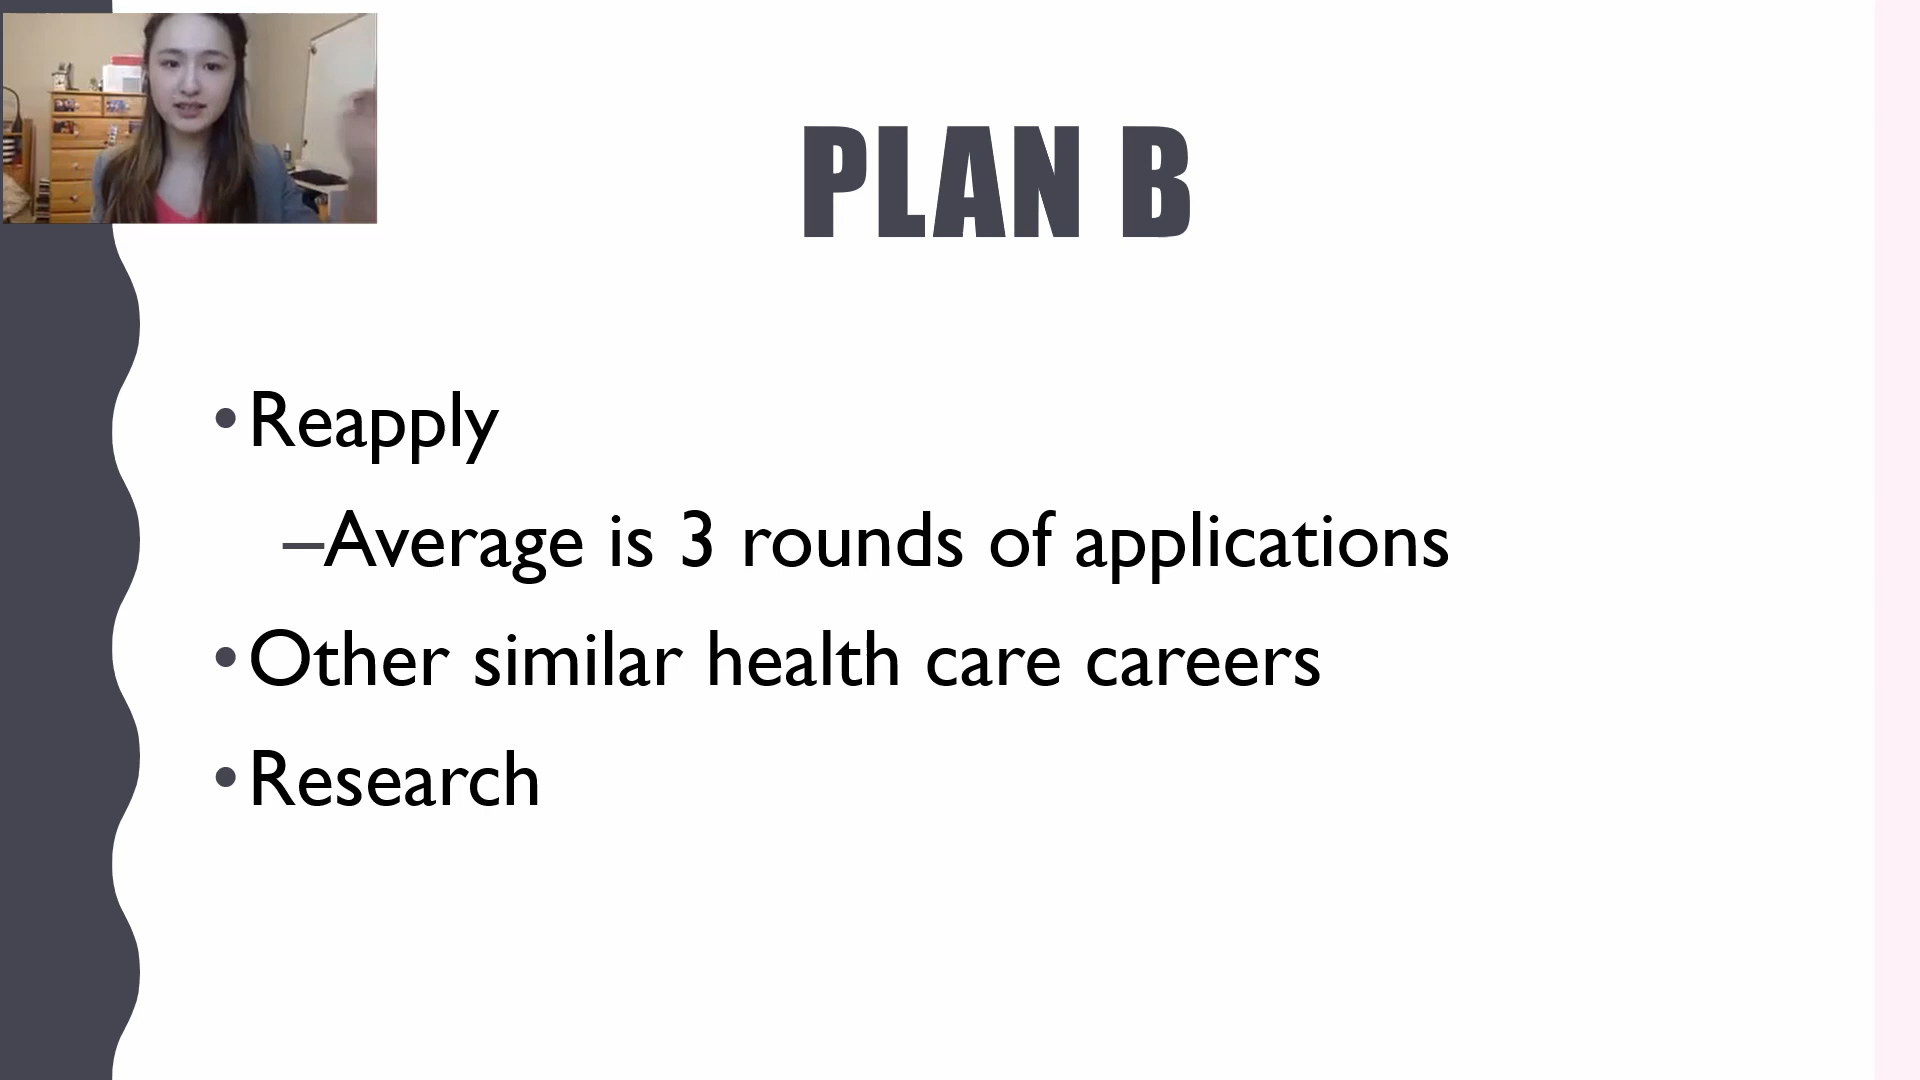 PLAN B
•Reapply
–Average is 3 rounds of applications
•Other similar health care careers
•Research